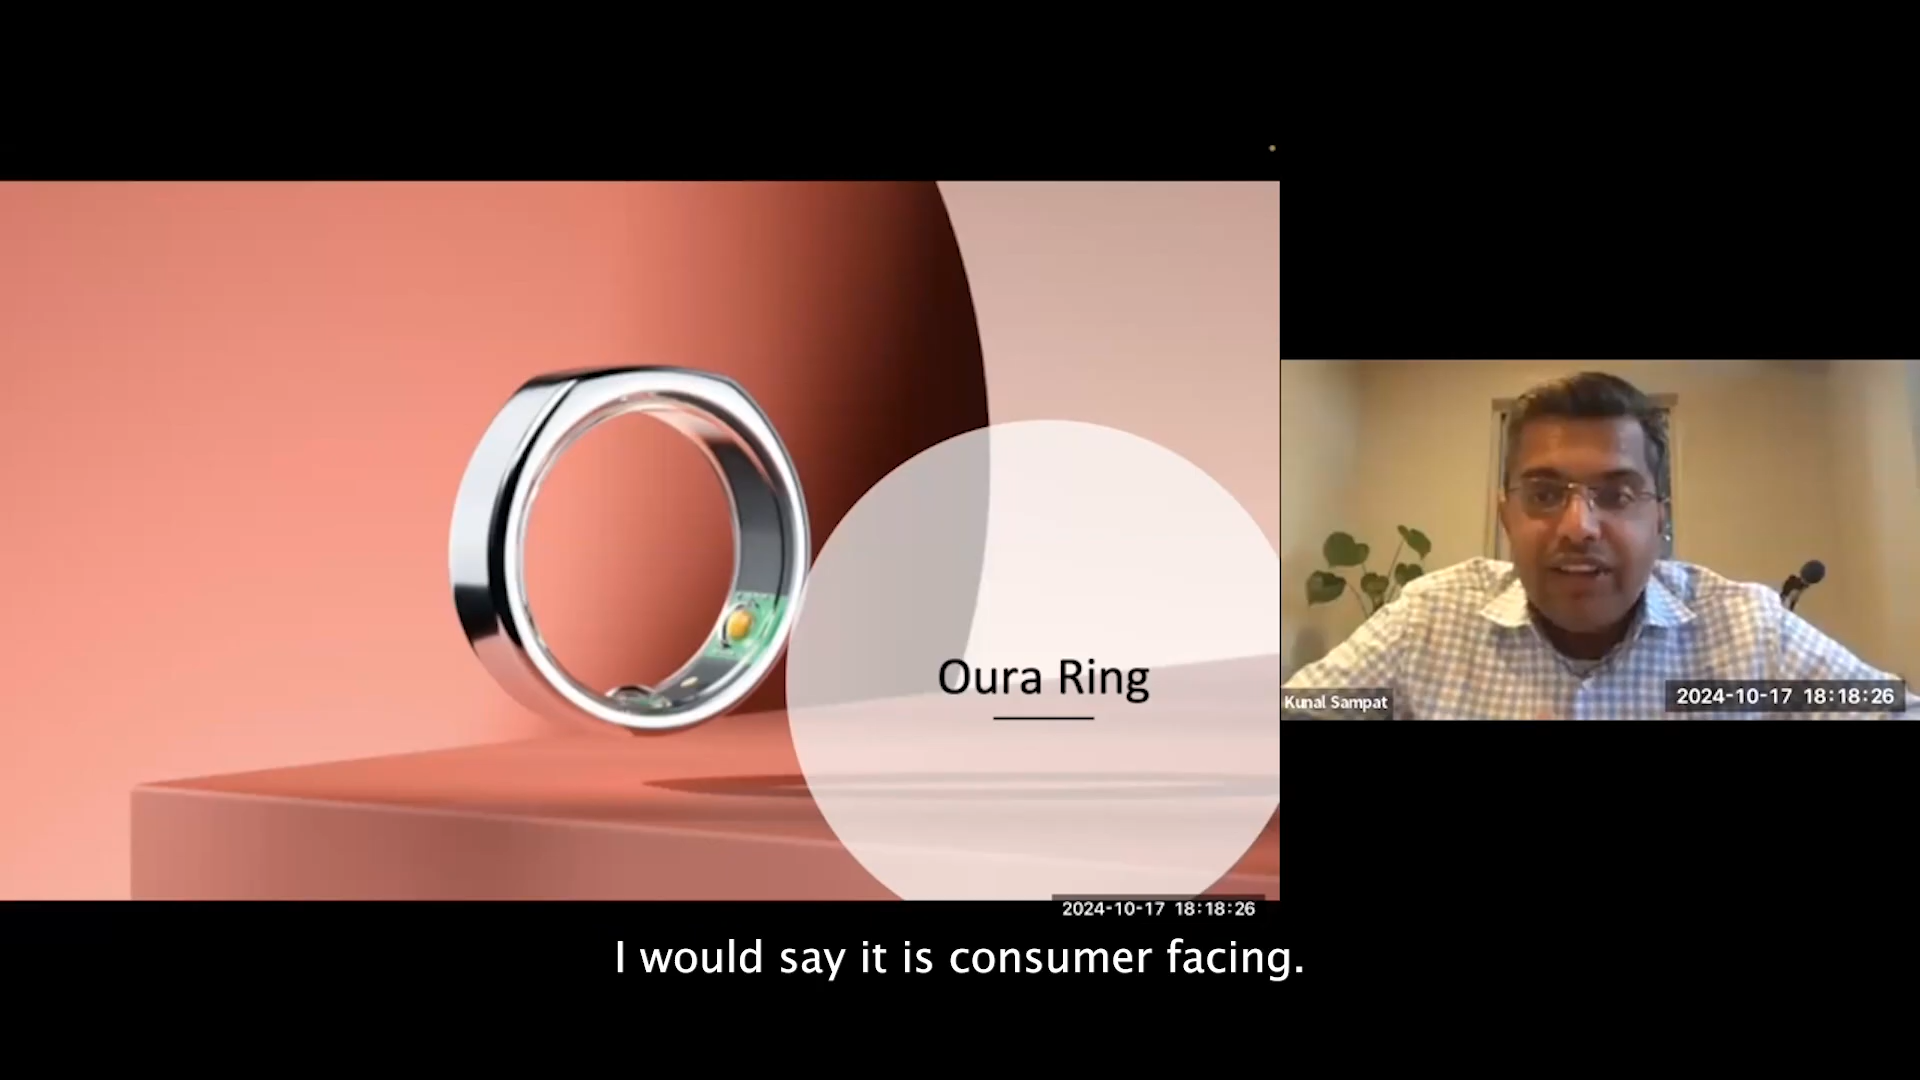 Oura Ring
Kunal Sampat
2024-10-17 18:18:26
2024-10-17 18:18:26
I would say it is consumer facing.